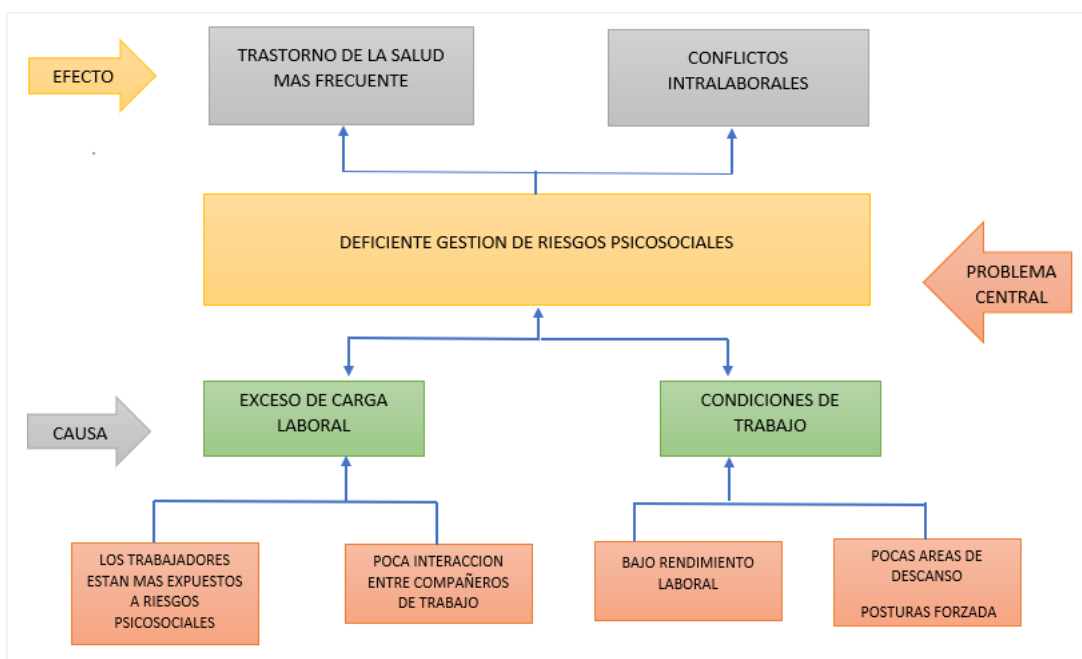 EFECTO
TRASTORNO DE LA SALUD
MAS FRECUENTE
CONFLICTOS
INTRALABORALES
DEFICIENTE GESTION DE RIESGOS PSICOSOCIALES
PROBLEMA
CENTRAL
CAUSA
EXCESO DE CARGA
LABORAL
CONDICIONES DE
TRABAJO
LOS TRABAJADORES
ESTAN MAS EXPUESTOS
A RIESGOS
PSICOSOCIALES
POCA INTERACCION
ENTRE COMPAÑEROS
DE TRABAJO
BAJO RENDIMIENTO
LABORAL
POCAS AREAS DE
DESCANSO
POSTURAS FORZADA